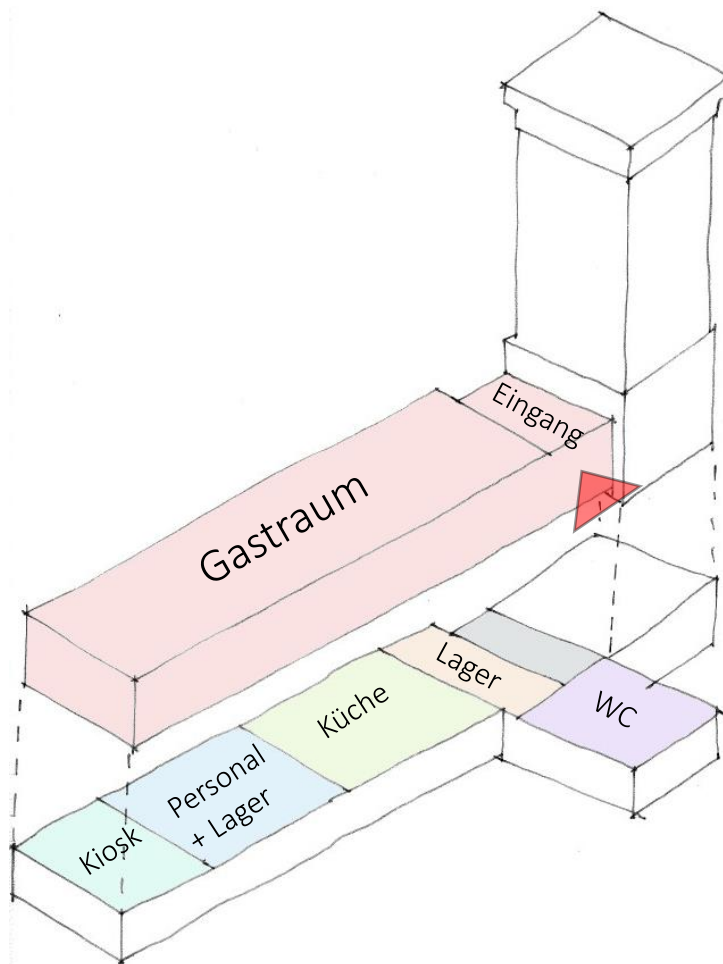 Eingang
Gastraum
Lager
WC
Küche
Personal
+ Lager
Kiosk